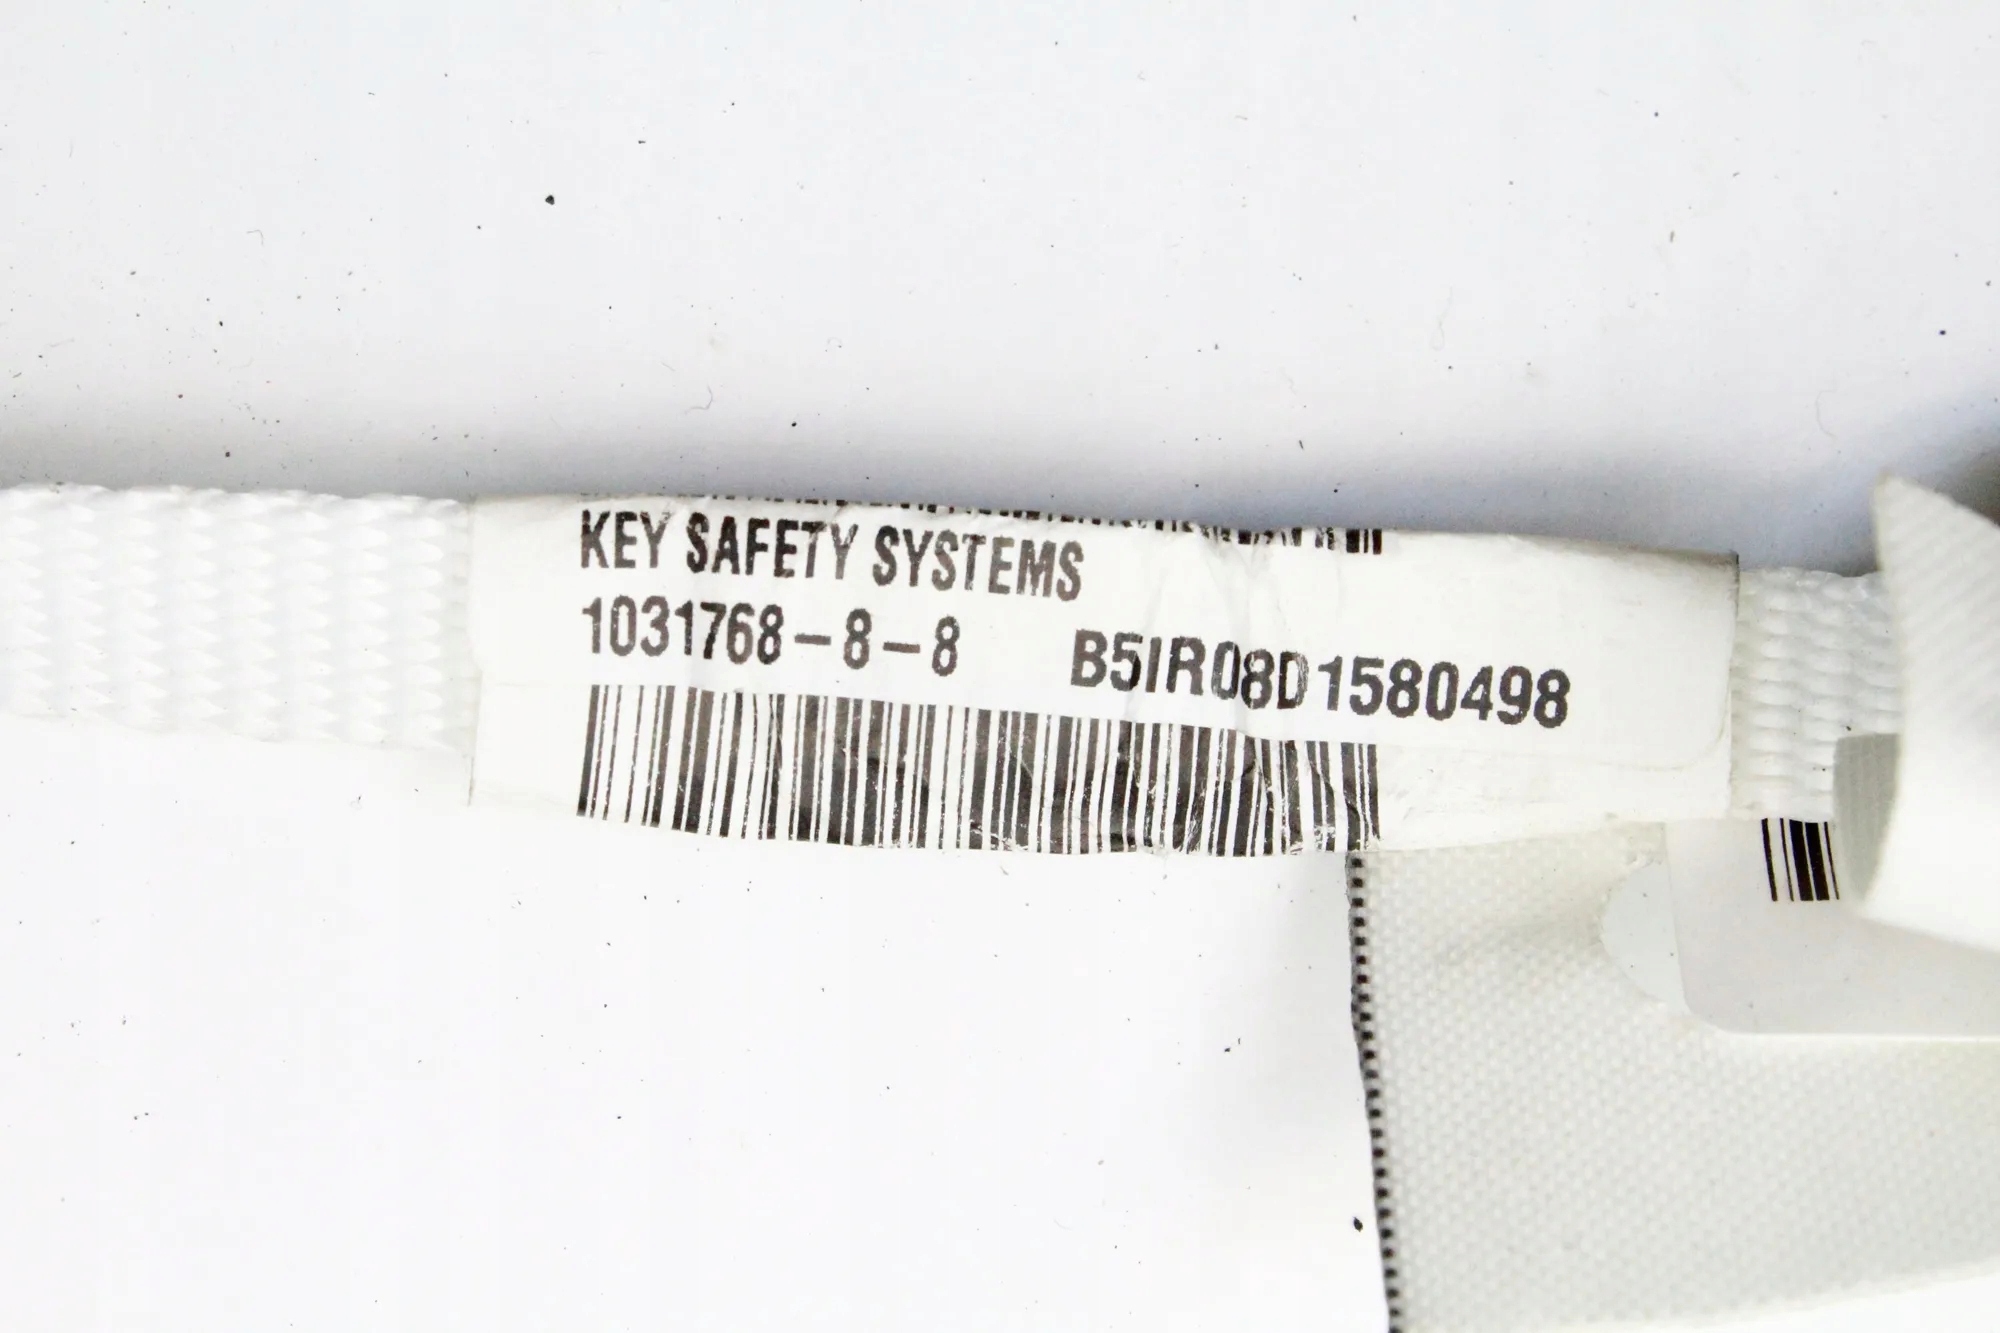 KEY SAFETY SYSTEMS
1031768-8-8 B5IR08D1580498